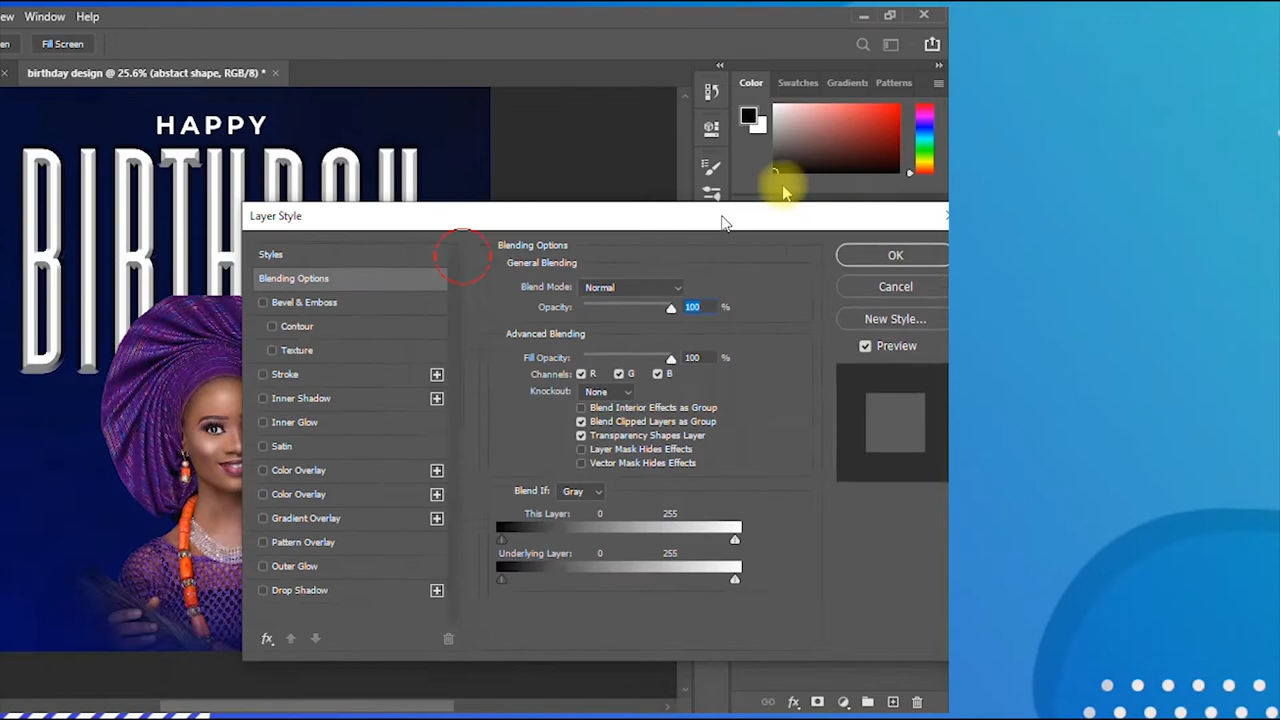 ew Window Help
en Fill Screen
birthday design @ 25.6% (abstact shape, RGB/8) * ×
Color Swatches Gradients Patterns
HAPPY
BIRTHDAY
Layer Style
Styles
Blending Options
Bevel & Emboss
Contour
Texture
Stroke
Inner Shadow
Inner Glow
Satin
Color Overlay
Color Overlay
Gradient Overlay
Pattern Overlay
Outer Glow
Drop Shadow
fx
Blending Options
General Blending
Blend Mode: Normal
Opacity: 100 %
Advanced Blending
Fill Opacity: 100 %
Channels: R G B
Knockout: None
Blend Interior Effects as Group
Blend Clipped Layers as Group
Transparency Shapes Layer
Layer Mask Hides Effects
Vector Mask Hides Effects
Blend If: Gray
This Layer: 0 255
Underlying Layer: 0 255
OK
Cancel
New Style...
Preview
fx